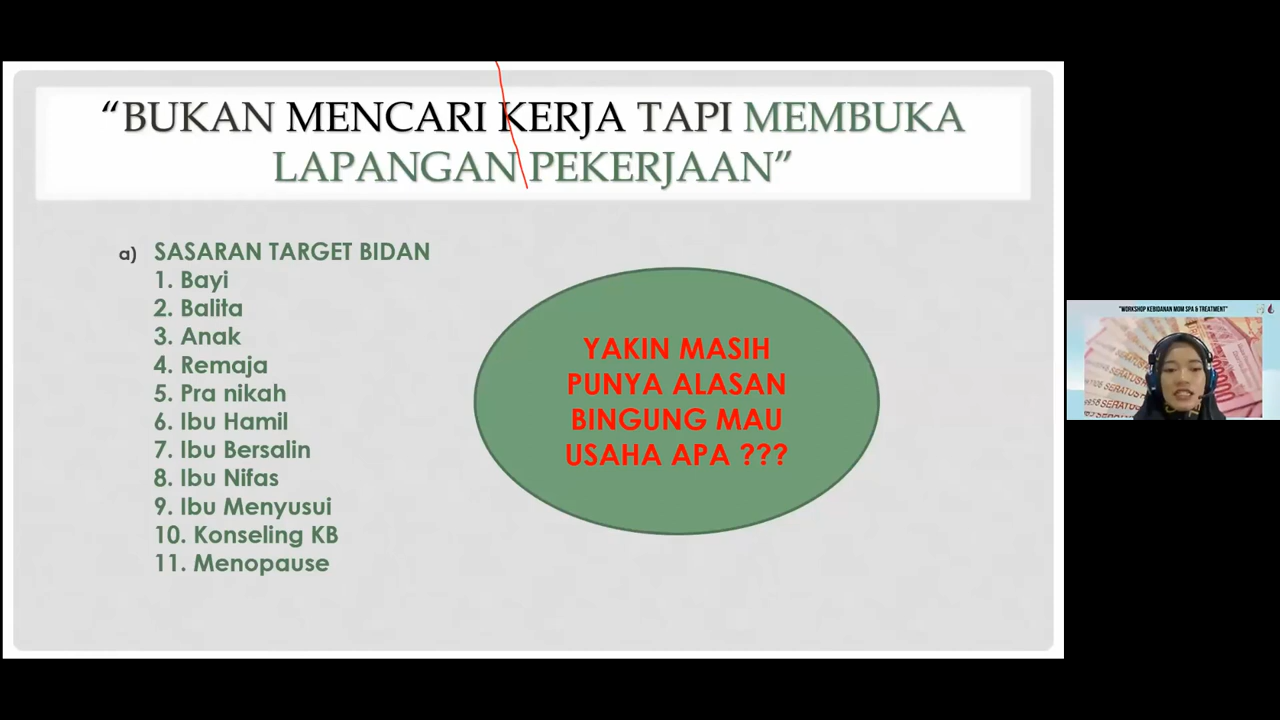 “BUKAN MENCARI KERJA TAPI MEMBUKA
LAPANGAN PEKERJAAN”
a) SASARAN TARGET BIDAN
1. Bayi
2. Balita
3. Anak
4. Remaja
5. Pra nikah
6. Ibu Hamil
7. Ibu Bersalin
8. Ibu Nifas
9. Ibu Menyusui
10. Konseling KB
11. Menopause
YAKIN MASIH
PUNYA ALASAN
BINGUNG MAU
USAHA APA ???
"WORKSHOP KEBIDANAN MOM SPA & TREATMENT"